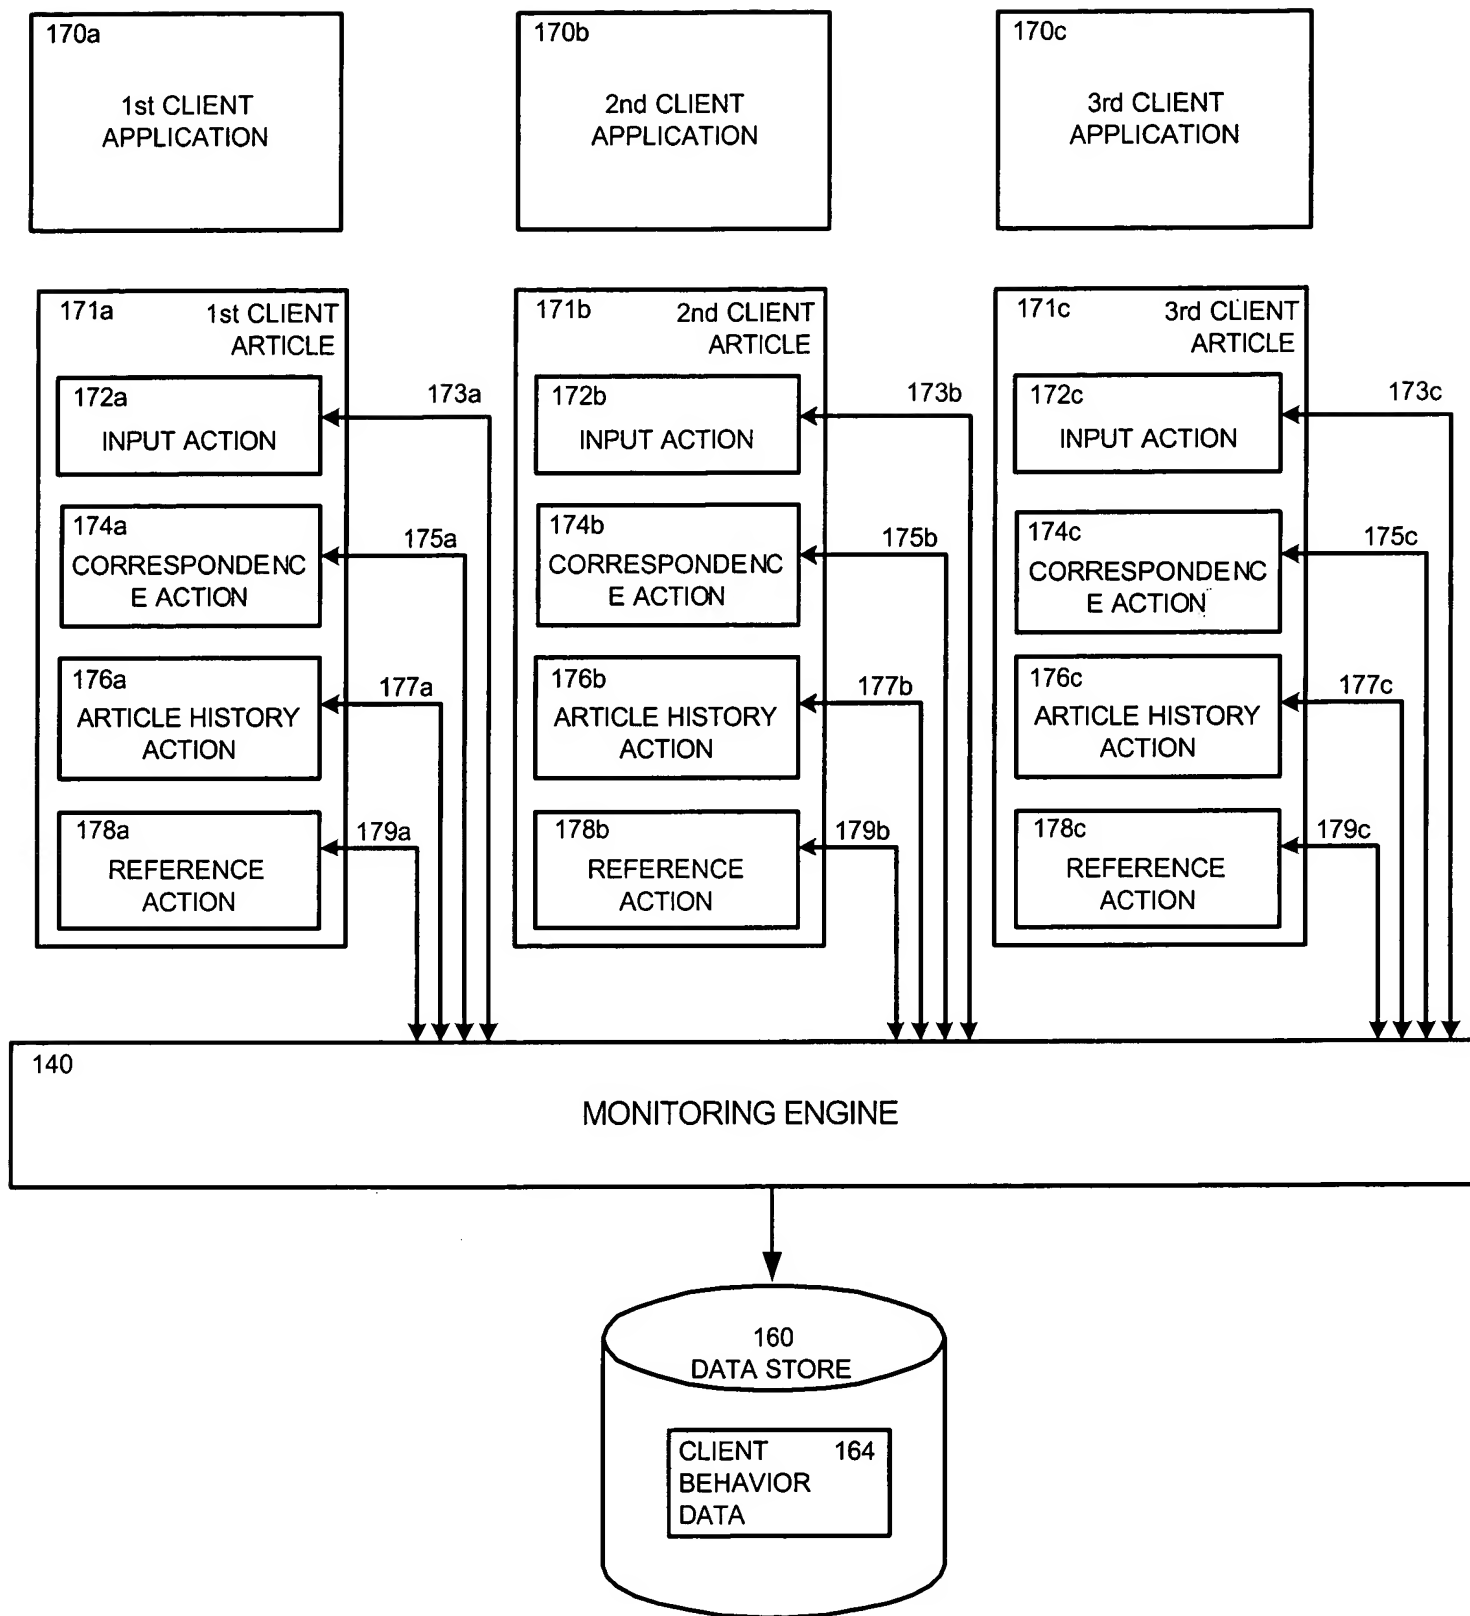 170a
1st CLIENT
APPLICATION
170b
2nd CLIENT
APPLICATION
170c
3rd CLIENT
APPLICATION
171a 1st CLIENT
ARTICLE
172a
INPUT ACTION
173a
174a
CORRESPONDENC
E ACTION
175a
176a
ARTICLE HISTORY
ACTION
177a
178a
REFERENCE
ACTION
179a
171b 2nd CLIENT
ARTICLE
172b
INPUT ACTION
173b
174b
CORRESPONDENC
E ACTION
175b
176b
ARTICLE HISTORY
ACTION
177b
178b
REFERENCE
ACTION
179b
171c 3rd CLIENT
ARTICLE
172c
INPUT ACTION
173c
174c
CORRESPONDENC
E ACTION
175c
176c
ARTICLE HISTORY
ACTION
177c
178c
REFERENCE
ACTION
179c
140
MONITORING ENGINE
160
DATA STORE
CLIENT 164
BEHAVIOR
DATA